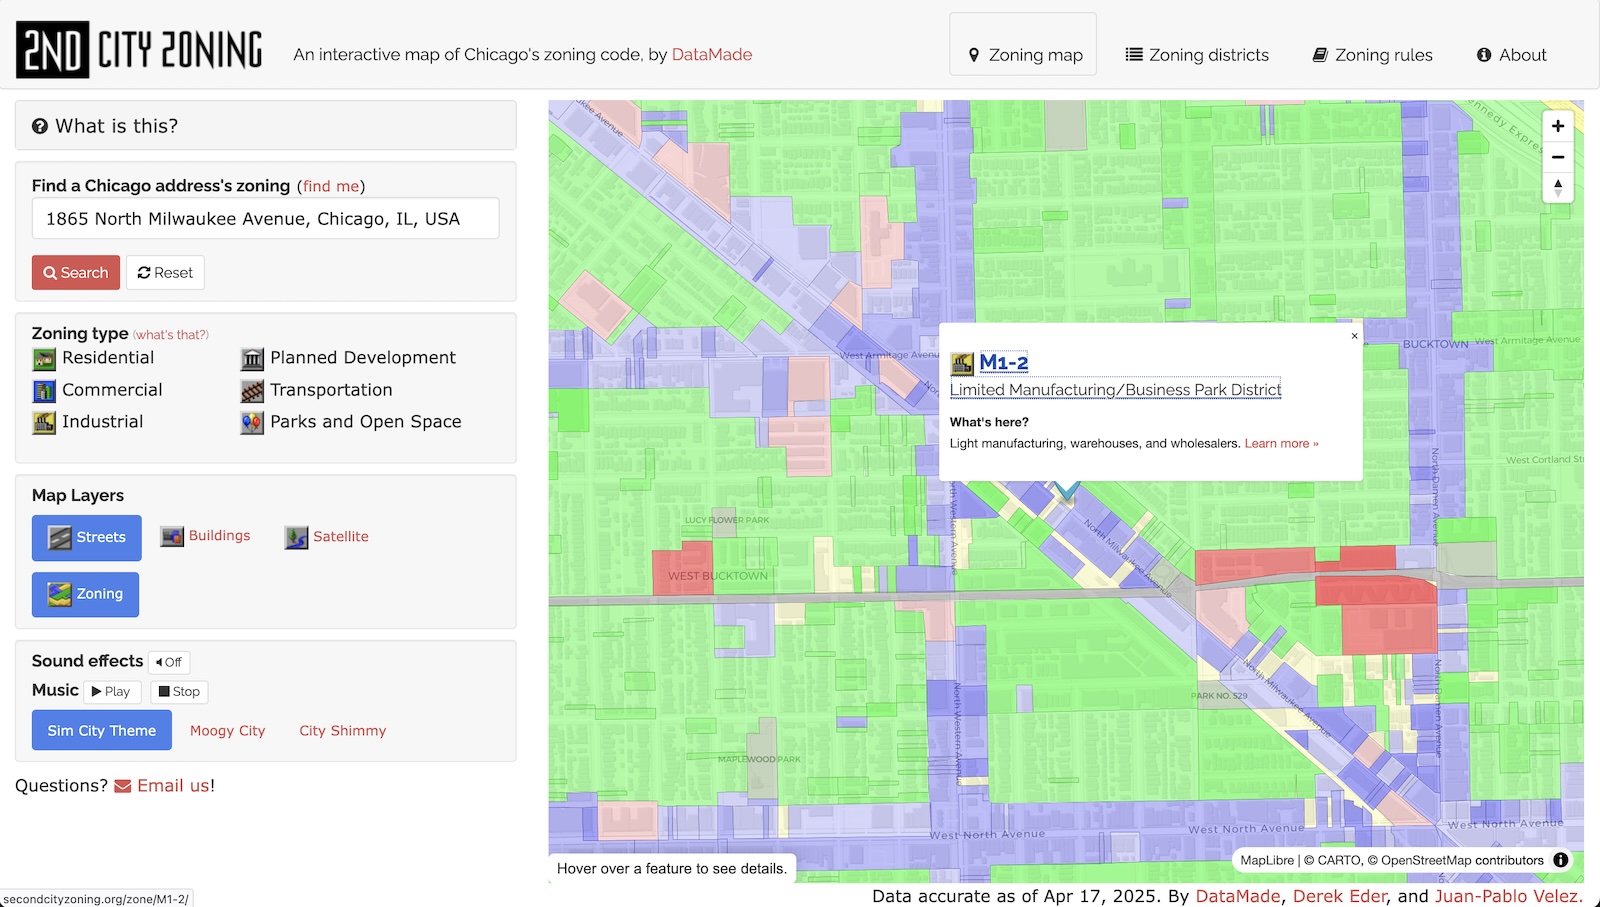 2ND CITY ZONING
An interactive map of Chicago's zoning code, by DataMade
Zoning map
Zoning districts
Zoning rules
About
What is this?
Find a Chicago address's zoning (find me)
1865 North Milwaukee Avenue, Chicago, IL, USA
Search
Reset
Zoning type (what's that?)
Residential
Planned Development
Commercial
Transportation
Industrial
Parks and Open Space
Map Layers
Streets
Buildings
Satellite
Zoning
Sound effects
Off
Music
Play
Stop
Sim City Theme
Moogy City
City Shimmy
Questions? Email us!
secondcityzoning.org/zone/M1-2/
West Armitage Avenu
BUCKTOWN
West Armitage Avenue
×
M1-2
Limited Manufacturing/Business Park District
What's here?
Light manufacturing, warehouses, and wholesalers. Learn more »
North Damen Avenue
West Cortland St
LUCY FLOWER PARK
North Milwaukee Avenue
WEST BUCKTOWN
North Milwaukee Avenue
PARK NO. 529
North Damen Avenue
North Western Avenue
MAPLEWOOD PARK
West North Avenue
West North Avenue
West North Avenue
Hover over a feature to see details.
MapLibre | © CARTO, © OpenStreetMap contributors
Data accurate as of Apr 17, 2025. By DataMade, Derek Eder, and Juan-Pablo Velez.